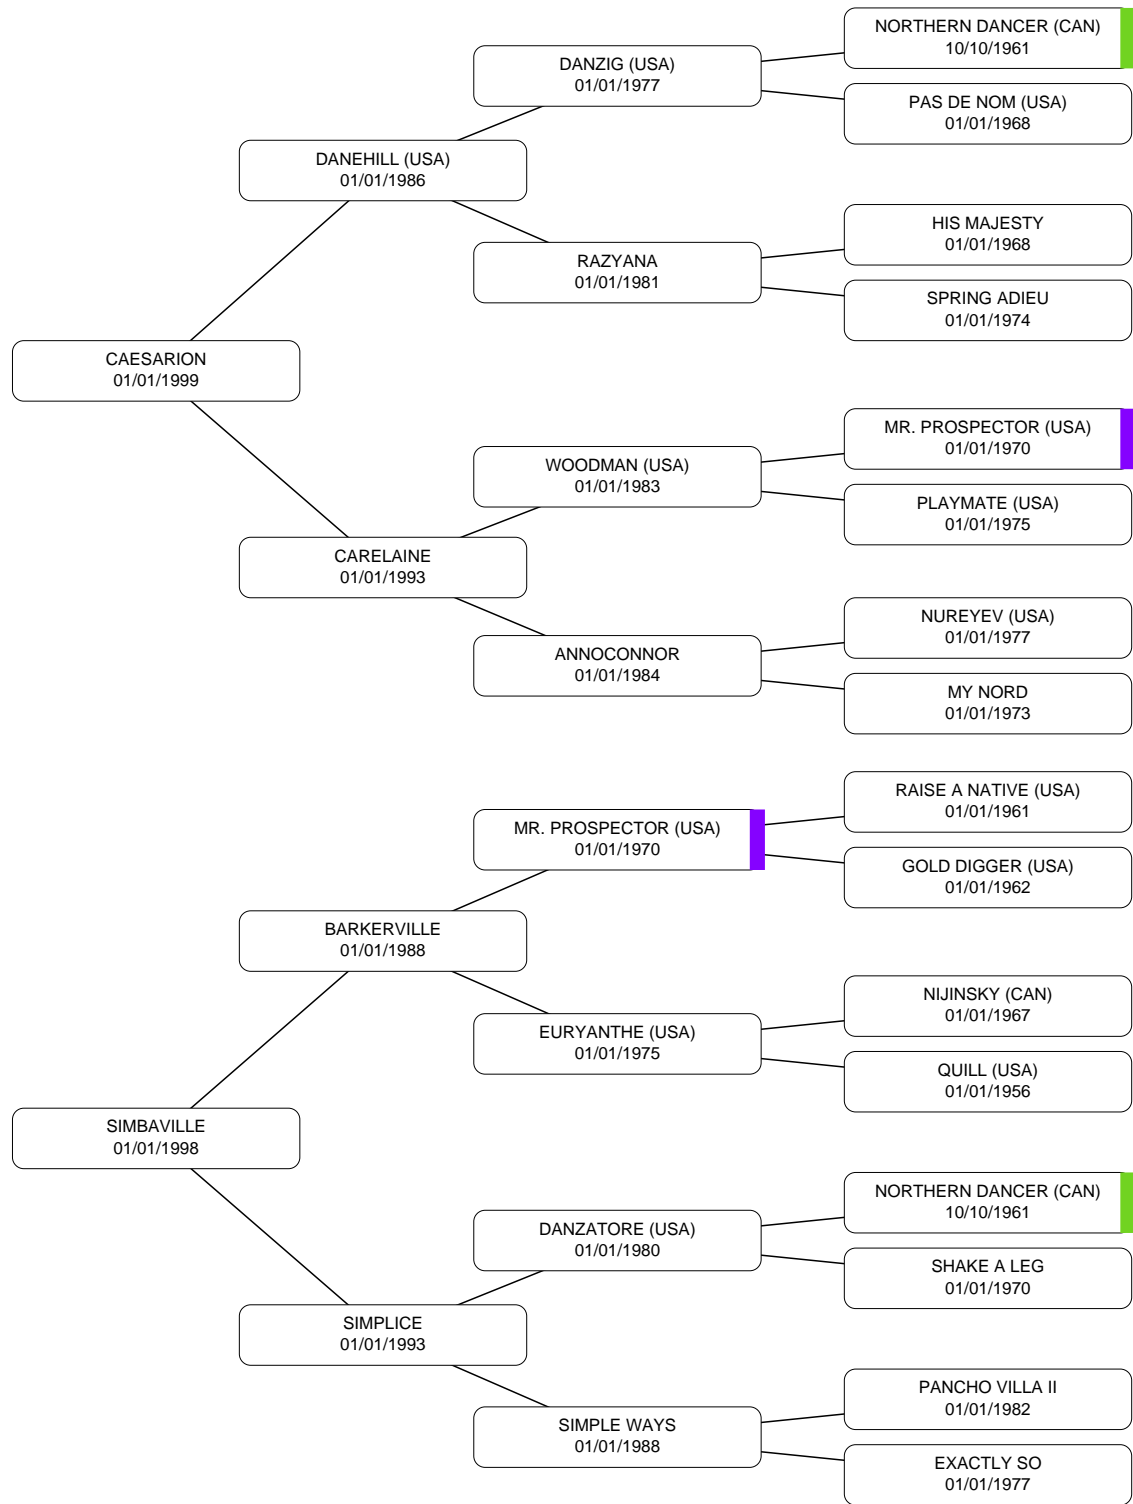 NORTHERN DANCER (CAN)
10/10/1961
DANZIG (USA)
01/01/1977
PAS DE NOM (USA)
01/01/1968
DANEHILL (USA)
01/01/1986
HIS MAJESTY
01/01/1968
RAZYANA
01/01/1981
SPRING ADIEU
01/01/1974
CAESARION
01/01/1999
MR. PROSPECTOR (USA)
01/01/1970
WOODMAN (USA)
01/01/1983
PLAYMATE (USA)
01/01/1975
CARELAINE
01/01/1993
NUREYEV (USA)
01/01/1977
ANNOCONNOR
01/01/1984
MY NORD
01/01/1973
RAISE A NATIVE (USA)
01/01/1961
MR. PROSPECTOR (USA)
01/01/1970
GOLD DIGGER (USA)
01/01/1962
BARKERVILLE
01/01/1988
NIJINSKY (CAN)
01/01/1967
EURYANTHE (USA)
01/01/1975
QUILL (USA)
01/01/1956
SIMBAVILLE
01/01/1998
NORTHERN DANCER (CAN)
10/10/1961
DANZATORE (USA)
01/01/1980
SHAKE A LEG
01/01/1970
SIMPLICE
01/01/1993
PANCHO VILLA II
01/01/1982
SIMPLE WAYS
01/01/1988
EXACTLY SO
01/01/1977